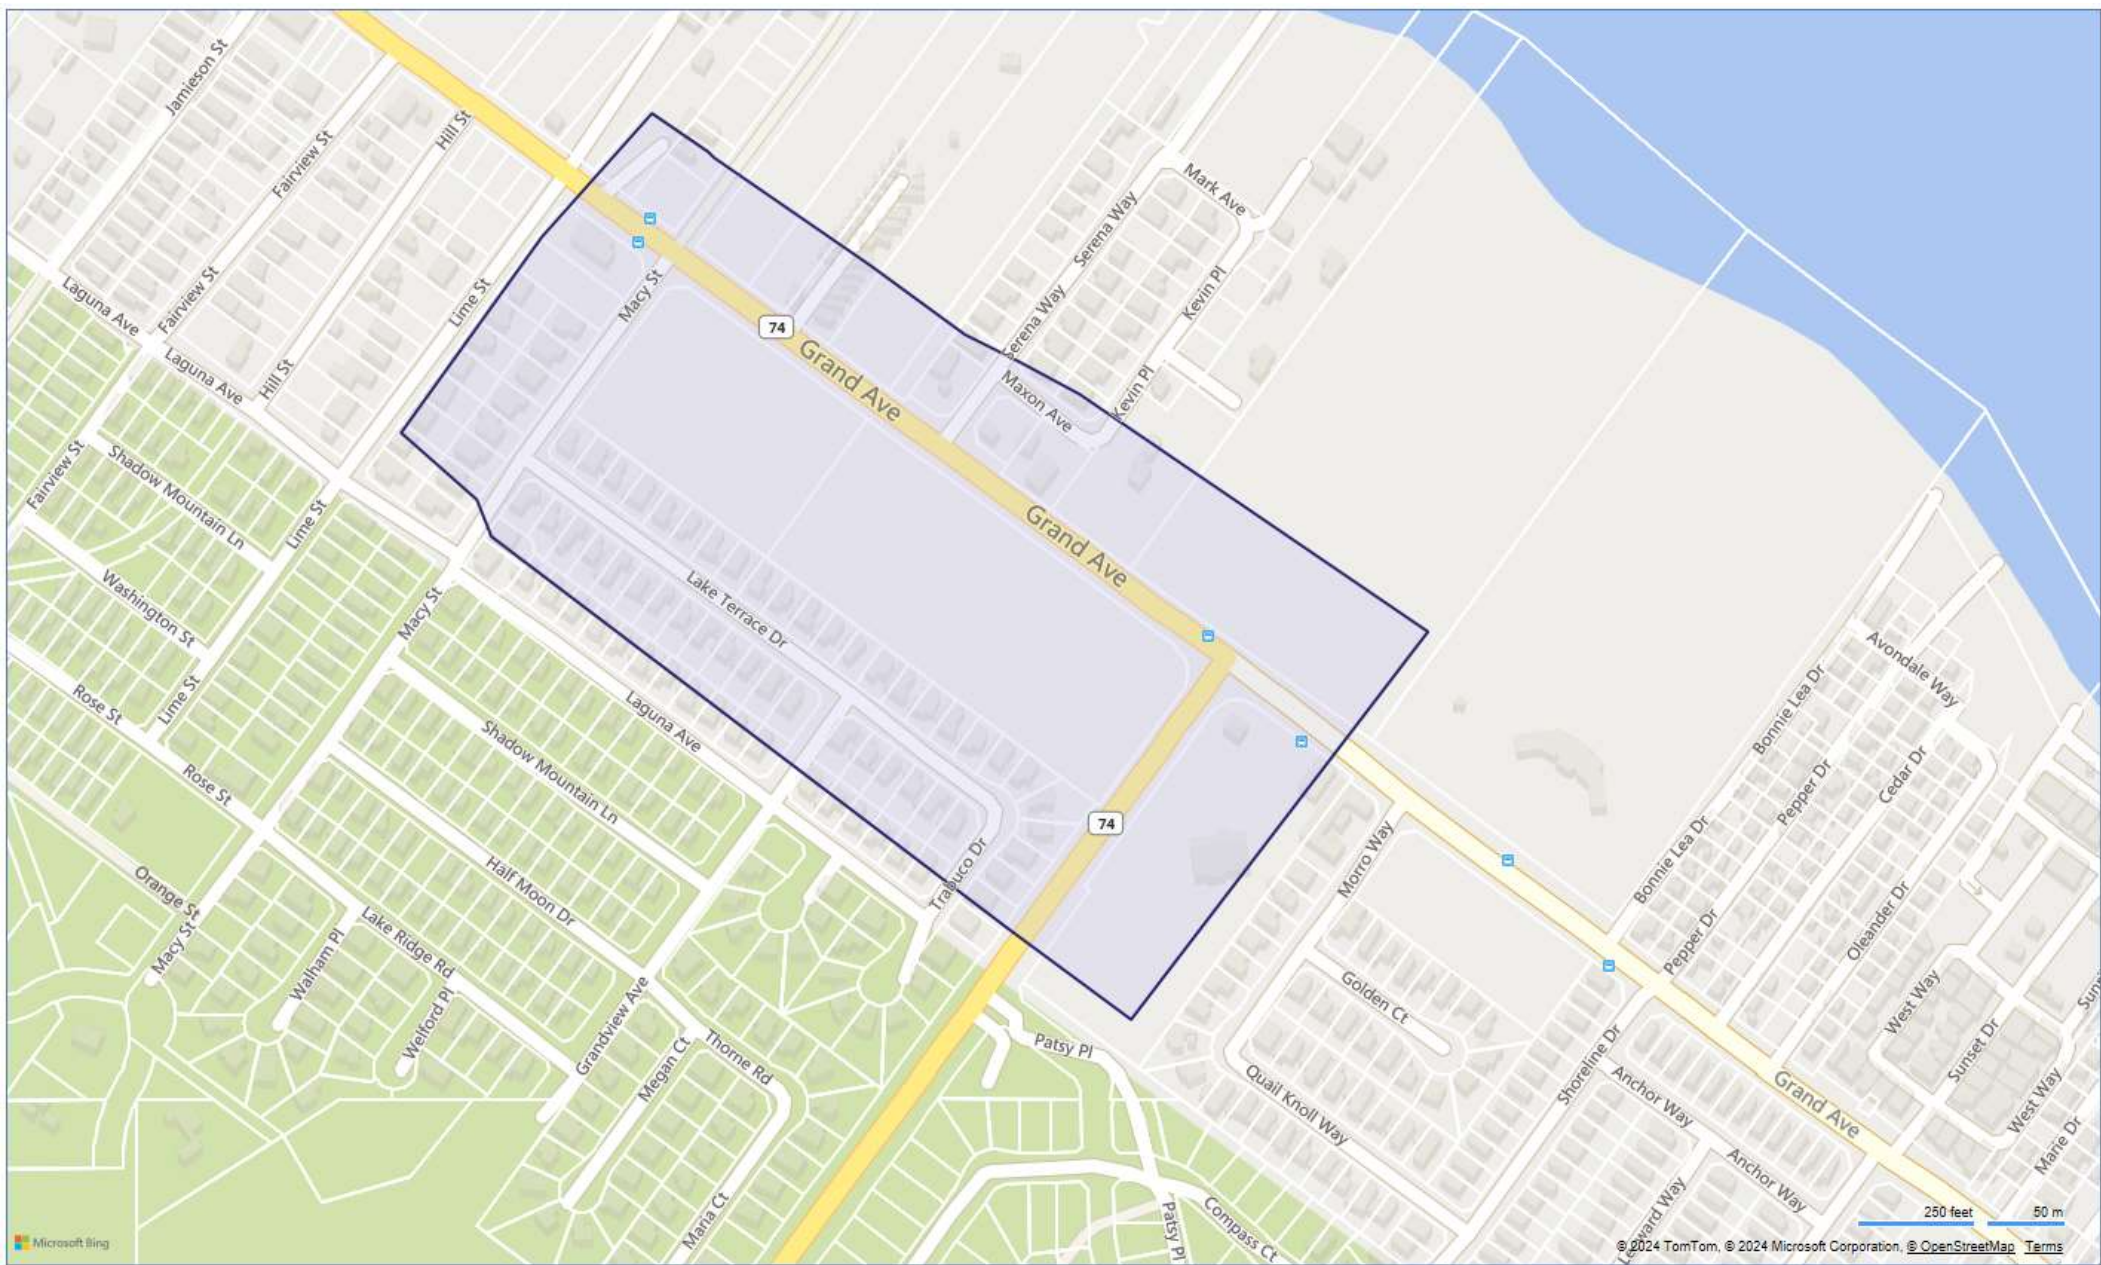 Jamieson St
Fairview St
Hill St
Mark Ave
Serena Way
Kevin Pl
Fairview St
Laguna Ave
Lime St
Macy St
Serena Way
74
Grand Ave
Laguna Ave
Hill St
Maxon Ave
Kevin Pl
Fairview St
Shadow Mountain Ln
Lime St
Grand Ave
Washington St
Macy St
Lake Terrace Dr
Avondale Way
Rose St
Lime St
Laguna Ave
Bonnie Lea Dr
Shadow Mountain Ln
Rose St
Pepper Dr
Cedar Dr
74
Morro Way
Bonnie Lea Dr
Trabuco Dr
Half Moon Dr
Orange St
Oleander Dr
Macy St
Lake Ridge Rd
Walham Pl
Pepper Dr
Golden Ct
West Way
Welford Pl
Grandview Ave
Patsy Pl
Sunset Dr
Megan Ct
Thorne Rd
Shoreline Dr
Quail Knoll Way
Anchor Way
Grand Ave
West Way
Marie Dr
Anchor Way
Maria Ct
Patsy Pl
Compass Ct
250 feet 50 m
Microsoft Bing
© 2024 TomTom, © 2024 Microsoft Corporation, © OpenStreetMap Terms